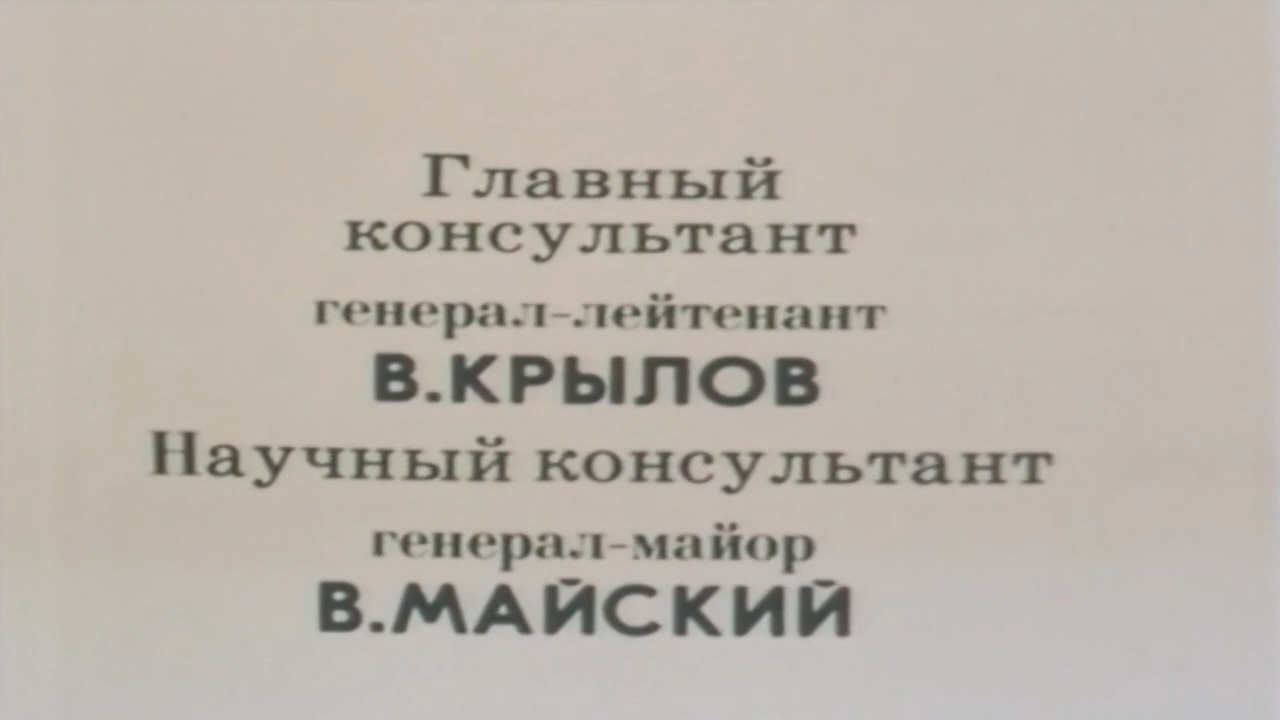 Главный
консультант
генерал-лейтенант
В.КРЫЛОВ
Научный консультант
генерал-майор
В.МАЙСКИЙ